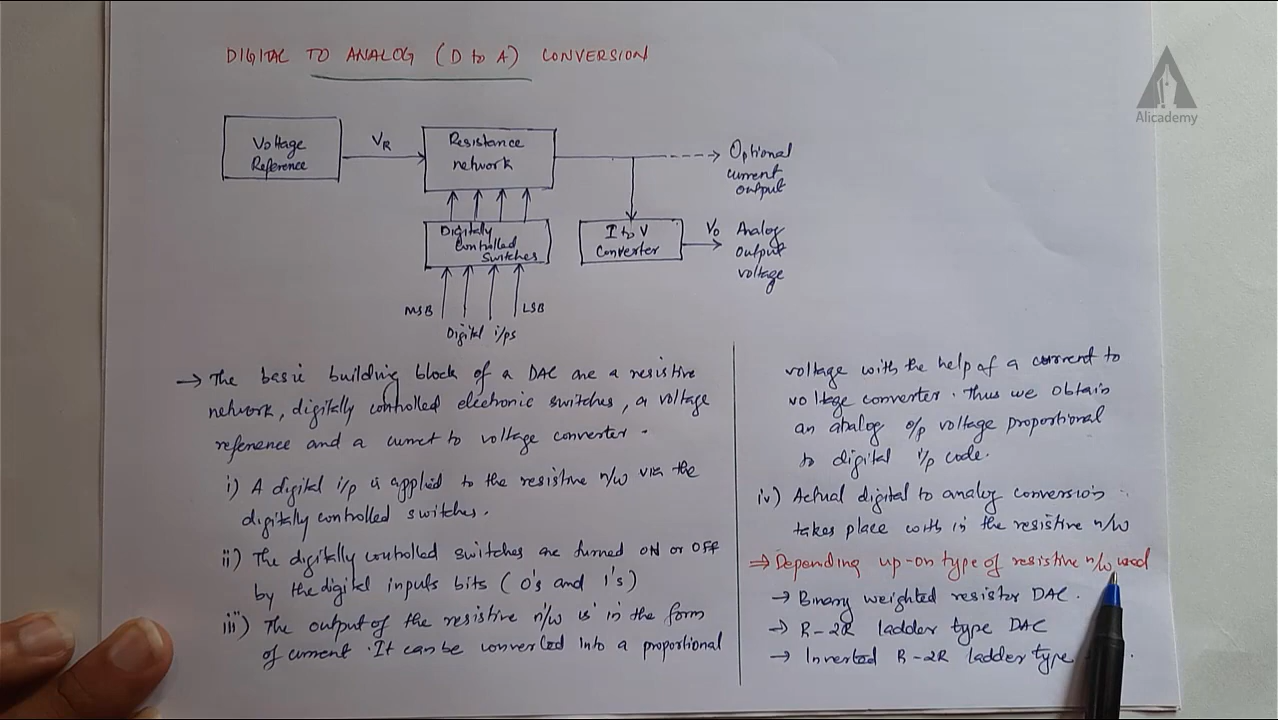 DIGITAL TO ANALOG (D to A) CONVERSION
Alicademy
Voltage
Reference
VR
Resistance
network
Optional
current
output
Digitally
Controlled
Switches
I to V
Converter
Vo
Analog
output
voltage
MSB
LSB
Digital i/ps
→ The basic building block of a DAC are a resistive
network, digitally controlled electronic switches, a voltage
reference and a curret to voltage converter.
i) A digital i/p is applied to the resistive n/w via the
digitally controlled switches.
ii) The digitally controlled switches are turned ON or OFF
by the digital inputs bits (0's and 1's)
iii) The output of the resistive n/w is in the form
of current. It can be converted into a proportional
voltage with the help of a current to
voltage converter. Thus we obtain
an analog o/p voltage proportional
to digital i/p code.
iv) Actual digital to analog conversion
takes place with in the resistive n/w
⇒ Depending up-on type of resistive n/w used
→ Binary weighted resistor DAC.
→ R-2R ladder type DAC
→ Inverted R-2R ladder type